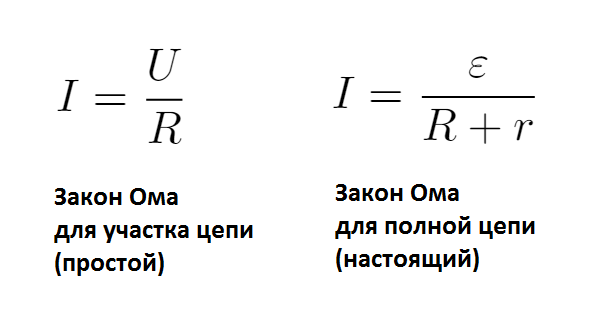 I = U/R
Закон Ома
для участка цепи
(простой)
I = ε/(R + r)
Закон Ома
для полной цепи
(настоящий)